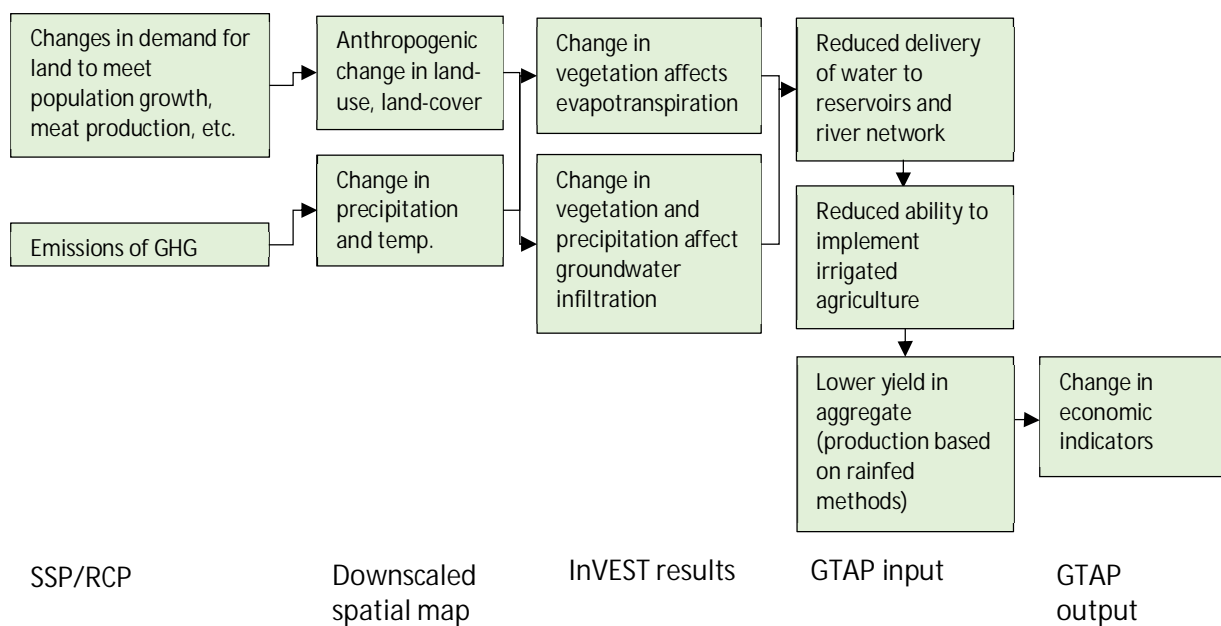 Changes in demand for
land to meet
population growth,
meat production, etc.
Emissions of GHG
Anthropogenic
change in land-
use, land-cover
Change in
precipitation
and temp.
Change in
vegetation affects
evapotranspiration
Change in
vegetation and
precipitation affect
groundwater
infiltration
Reduced delivery
of water to
reservoirs and
river network
Reduced ability to
implement
irrigated
agriculture
Lower yield in
aggregate
(production based
on rainfed
methods)
Change in
economic
indicators
SSP/RCP
Downscaled
spatial map
InVEST results
GTAP input
GTAP
output